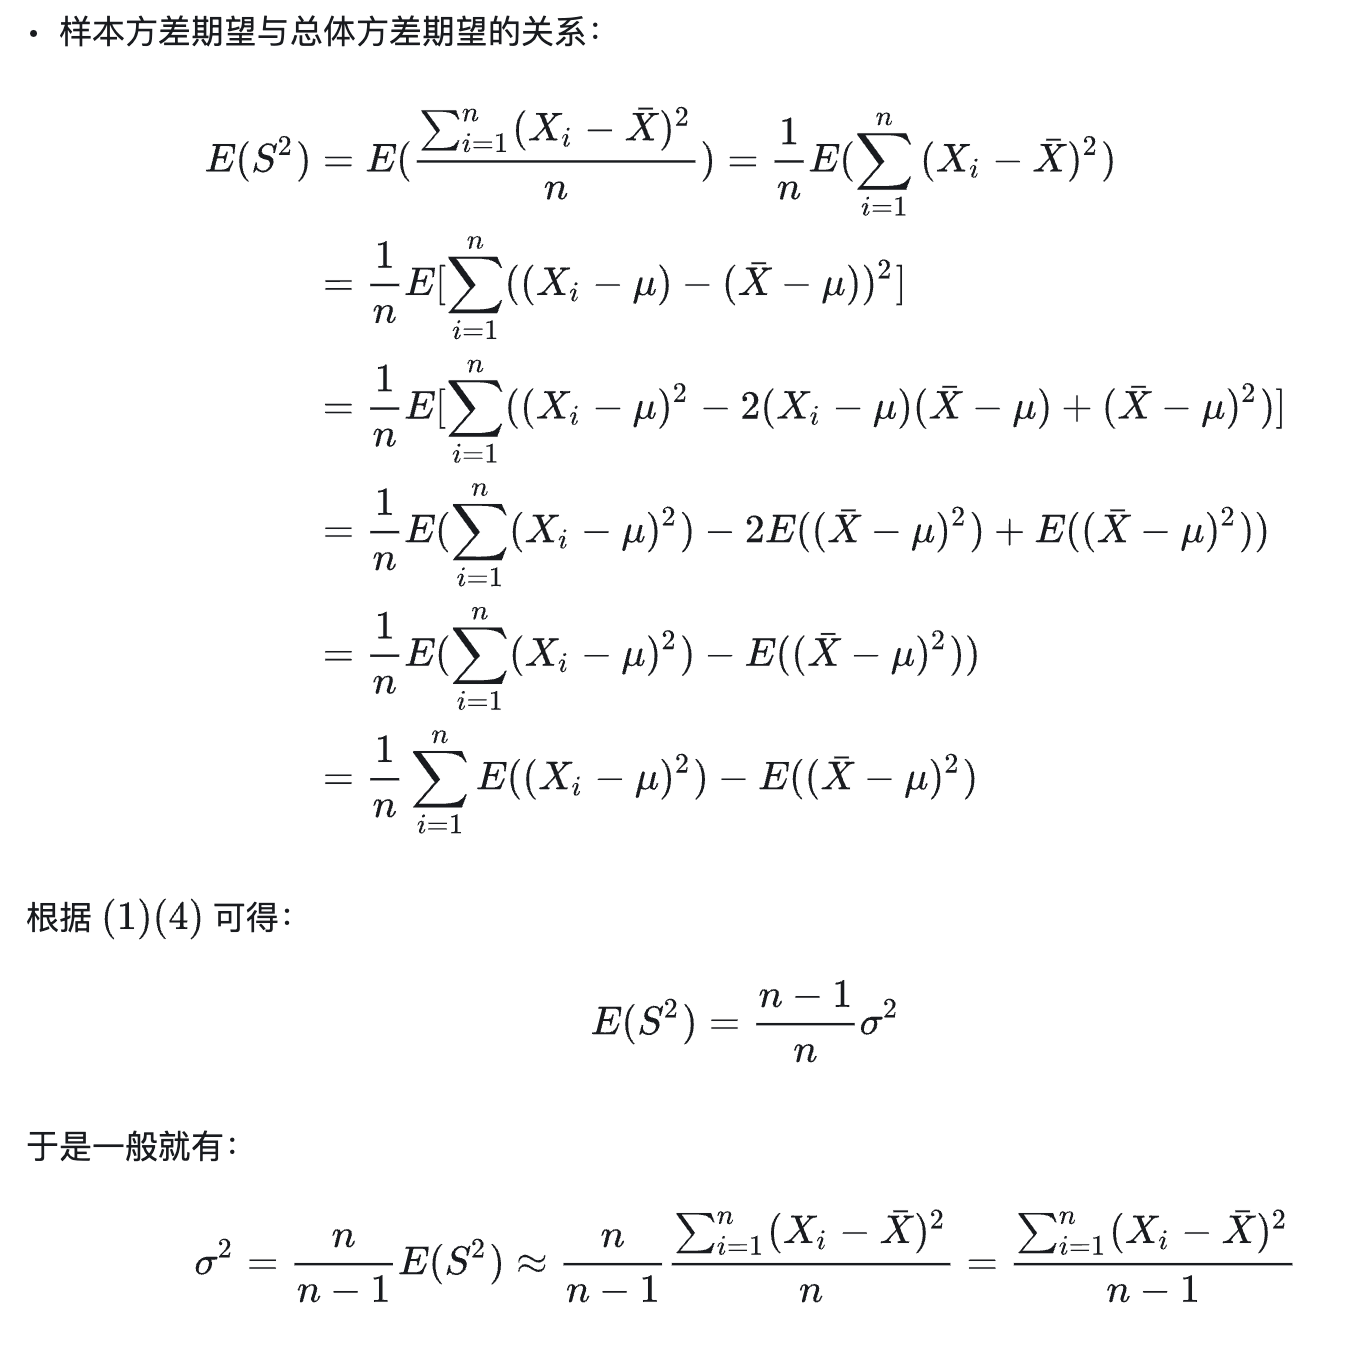 • 样本方差期望与总体方差期望的关系：
$E(S^2) = E(\frac{\sum_{i=1}^{n}(X_i - \bar{X})^2}{n}) = \frac{1}{n}E(\sum_{i=1}^{n}(X_i - \bar{X})^2)$
$= \frac{1}{n}E[\sum_{i=1}^{n}((X_i - \mu) - (\bar{X} - \mu))^2]$
$= \frac{1}{n}E[\sum_{i=1}^{n}((X_i - \mu)^2 - 2(X_i - \mu)(\bar{X} - \mu) + (\bar{X} - \mu)^2)]$
$= \frac{1}{n}E(\sum_{i=1}^{n}(X_i - \mu)^2) - 2E((\bar{X} - \mu)^2) + E((\bar{X} - \mu)^2))$
$= \frac{1}{n}E(\sum_{i=1}^{n}(X_i - \mu)^2) - E((\bar{X} - \mu)^2))$
$= \frac{1}{n}\sum_{i=1}^{n}E((X_i - \mu)^2) - E((\bar{X} - \mu)^2)$
根据 (1)(4) 可得：
$E(S^2) = \frac{n-1}{n}\sigma^2$
于是一般就有：
$\sigma^2 = \frac{n}{n-1}E(S^2) \approx \frac{n}{n-1}\frac{\sum_{i=1}^{n}(X_i - \bar{X})^2}{n} = \frac{\sum_{i=1}^{n}(X_i - \bar{X})^2}{n-1}$